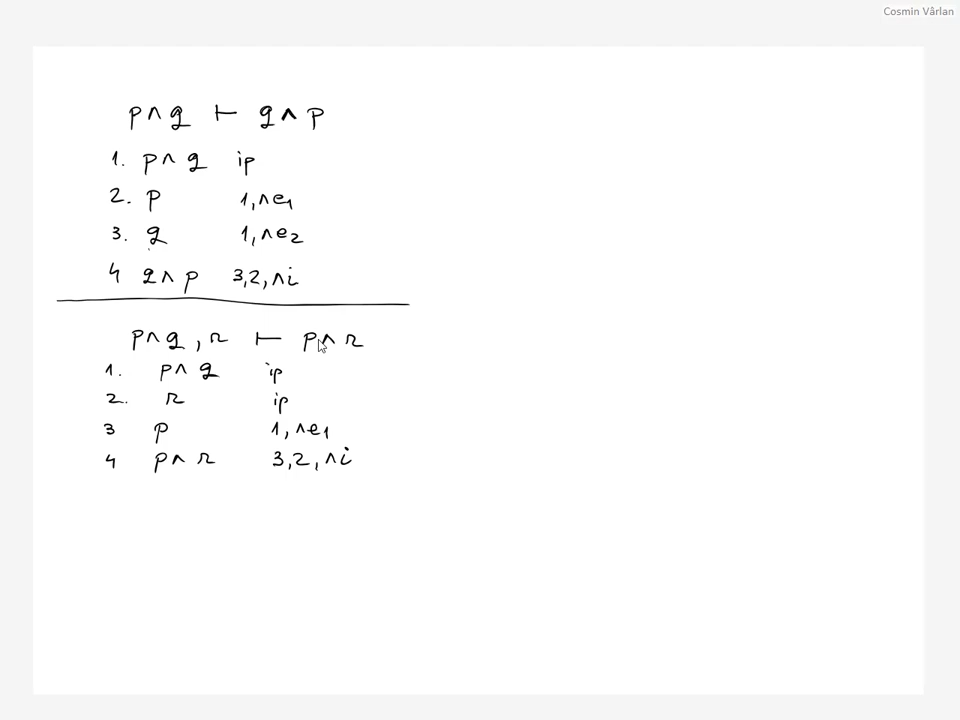 Cosmin Vârlan
p∧q ⊢ q∧p
1. p∧q ip
2. p 1,∧e1
3. q 1,∧e2
4 q∧p 3,2,∧i
p∧q, r ⊢ p∧r
1. p∧q ip
2. r ip
3 p 1,∧e1
4 p∧r 3,2,∧i